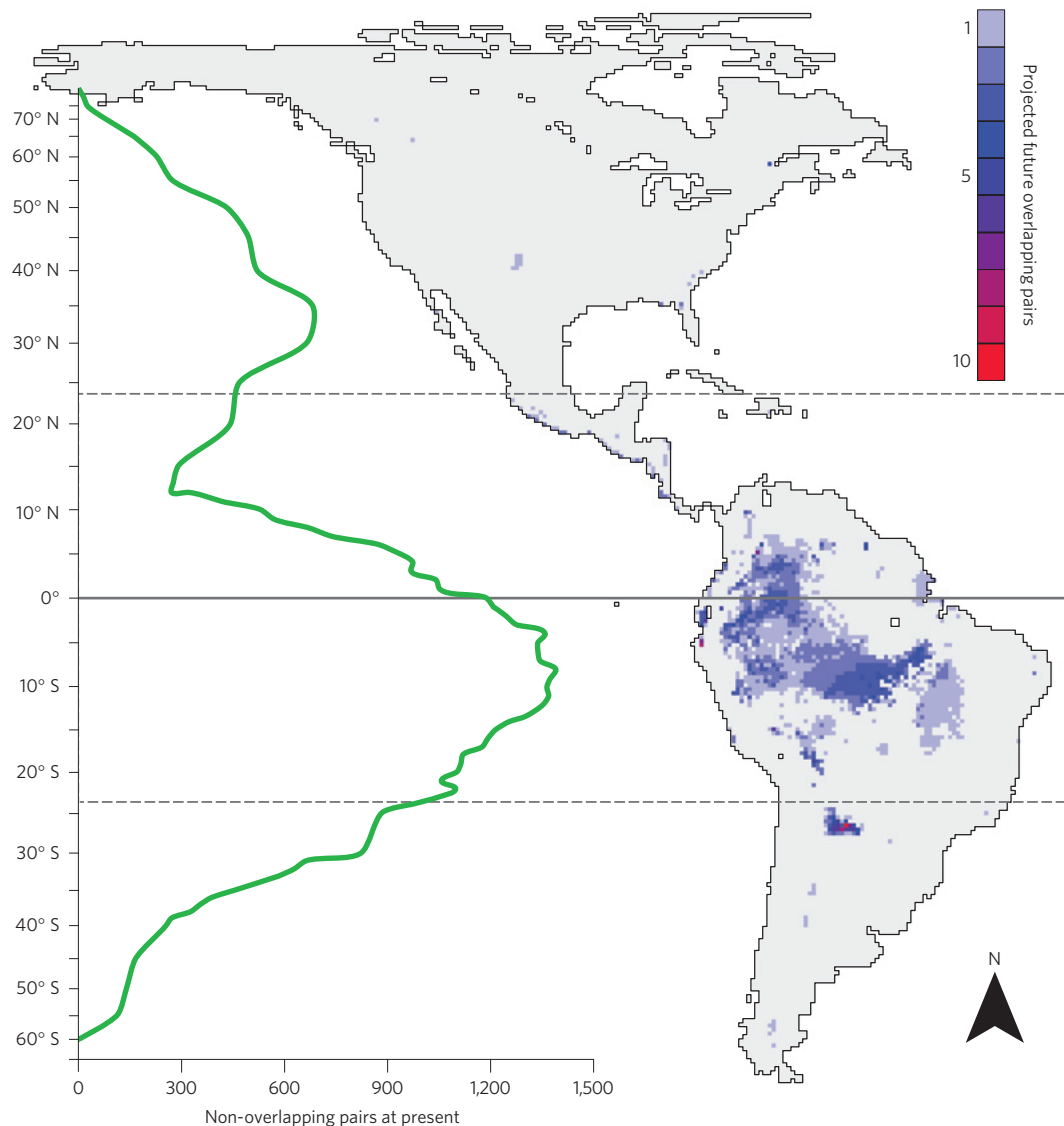 1
5
10
Projected future overlapping pairs
70° N
60° N
50° N
40° N
30° N
20° N
10° N
0°
10° S
20° S
30° S
40° S
50° S
60° S
N
0
300
600
900
1,200
1,500
Non-overlapping pairs at present